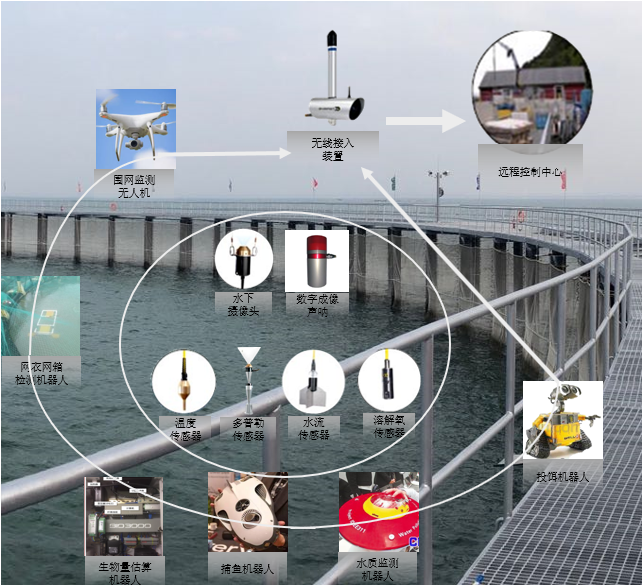 无线接入
装置
远程控制中心
围网监测
无人机
水下
摄像头
数字成像
声呐
网衣网箱
检测机器人
温度
传感器
多普勒
传感器
水流
传感器
溶解氧
传感器
投饵机器人
生物量估算
机器人
捕鱼机器人
水质监测
机器人